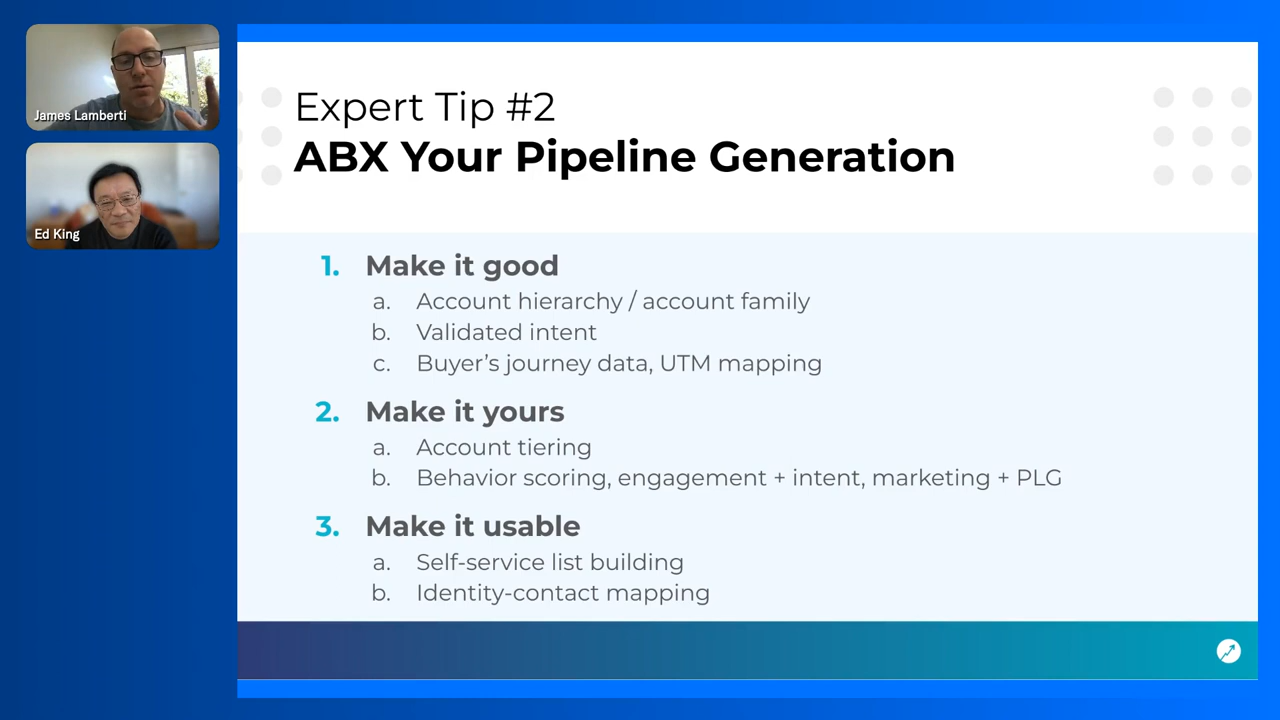 James Lamberti
Ed King
Expert Tip #2
ABX Your Pipeline Generation
1. Make it good
a. Account hierarchy / account family
b. Validated intent
c. Buyer’s journey data, UTM mapping
2. Make it yours
a. Account tiering
b. Behavior scoring, engagement + intent, marketing + PLG
3. Make it usable
a. Self-service list building
b. Identity-contact mapping